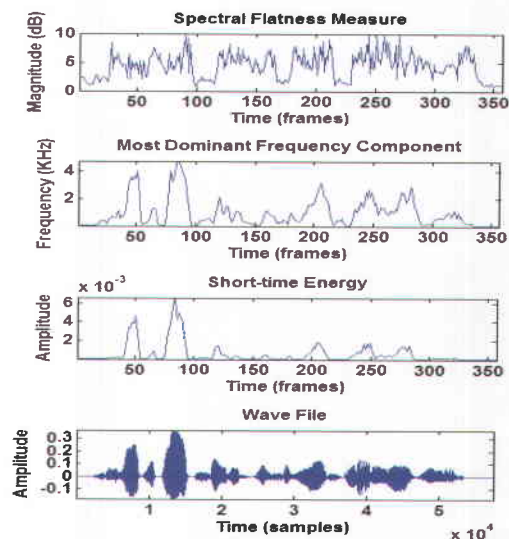 Spectral Flatness Measure
Magnitude (dB)
10
6
2
0
50 100 150 200 250 300 350
Time (frames)
Most Dominant Frequency Component
Frequency (KHz)
4
2
50 100 150 200 250 300 350
Time (frames)
x 10⁻³
Short-time Energy
Amplitude
6
4
2
50 100 150 200 250 300 350
Time (frames)
Wave File
Amplitude
0.3
0.2
0.1
0
-0.1
1 2 3 4 5
Time (samples)
x 10⁴